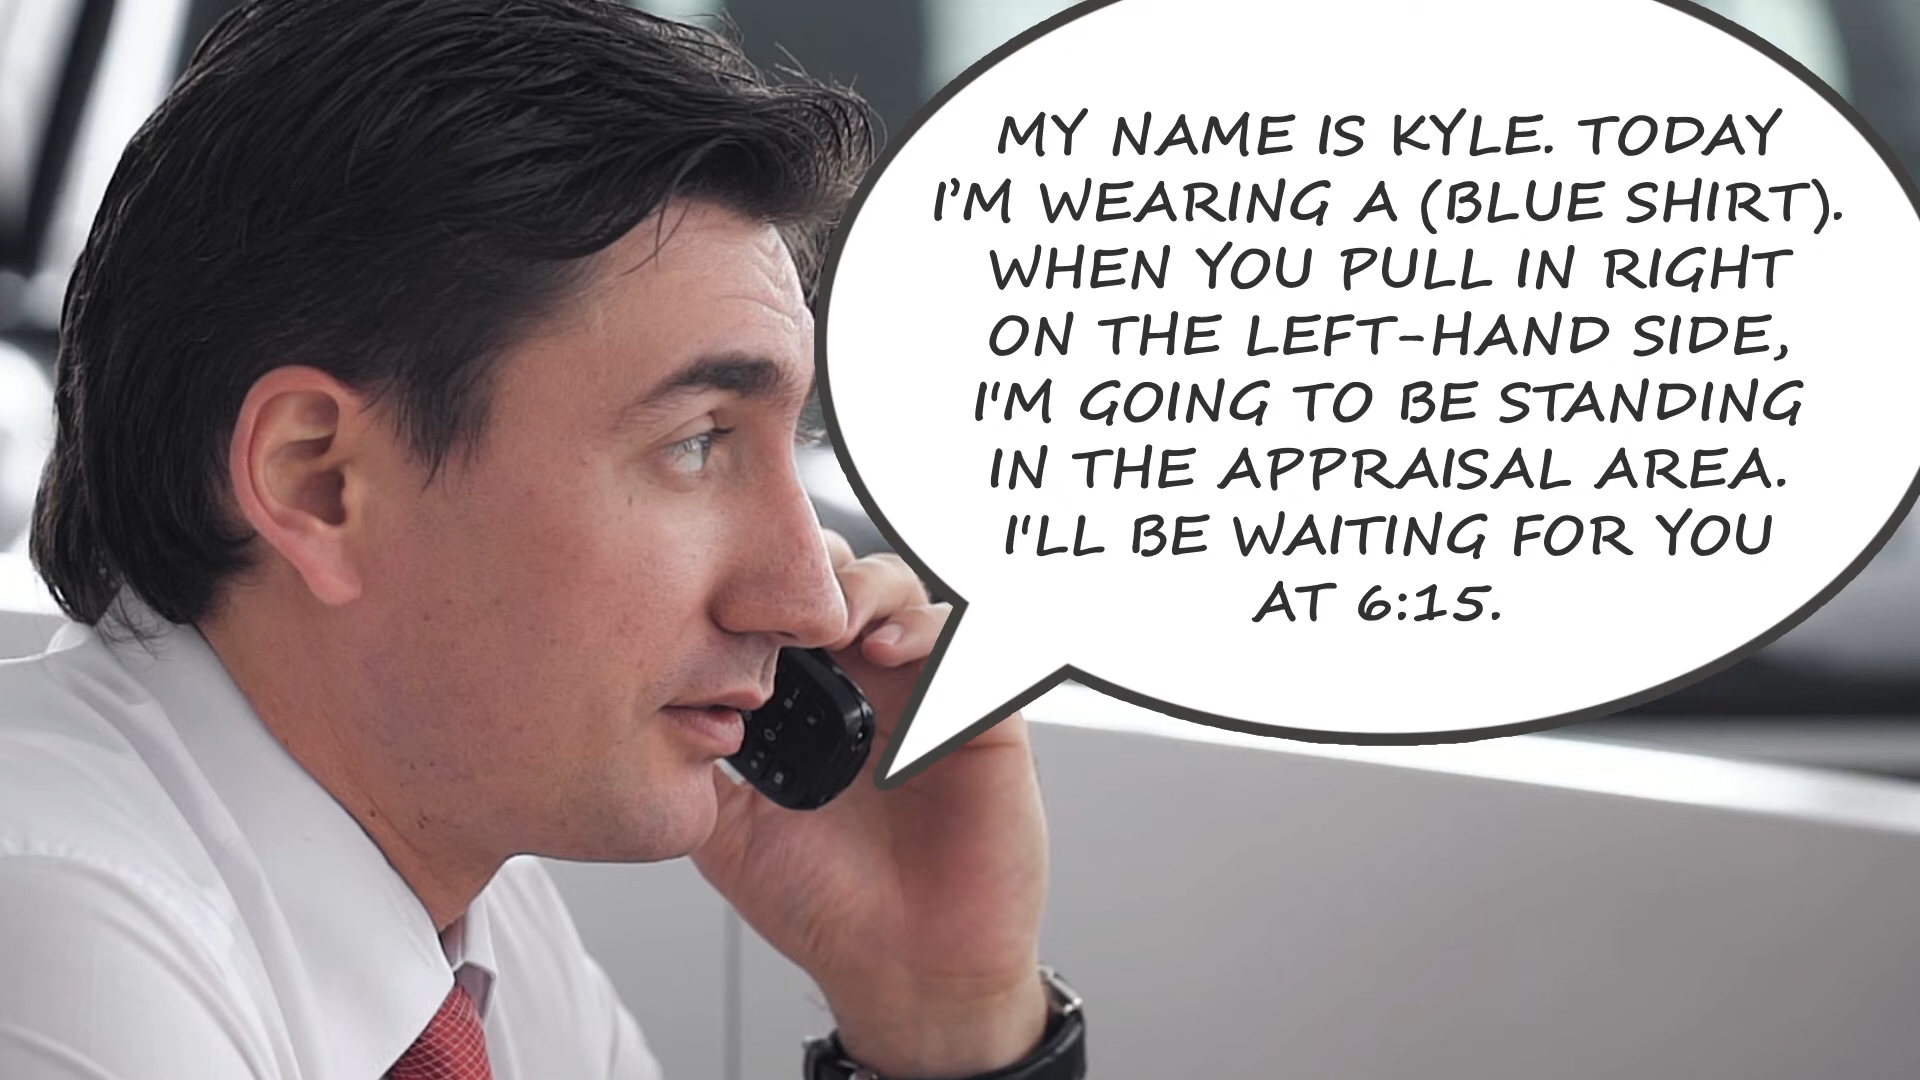 MY NAME IS KYLE. TODAY
I’M WEARING A (BLUE SHIRT).
WHEN YOU PULL IN RIGHT
ON THE LEFT-HAND SIDE,
I'M GOING TO BE STANDING
IN THE APPRAISAL AREA.
I'LL BE WAITING FOR YOU
AT 6:15.